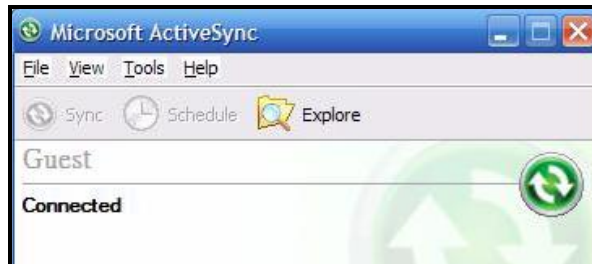 Microsoft ActiveSync
File View Tools Help
Sync Schedule Explore
Guest
Connected